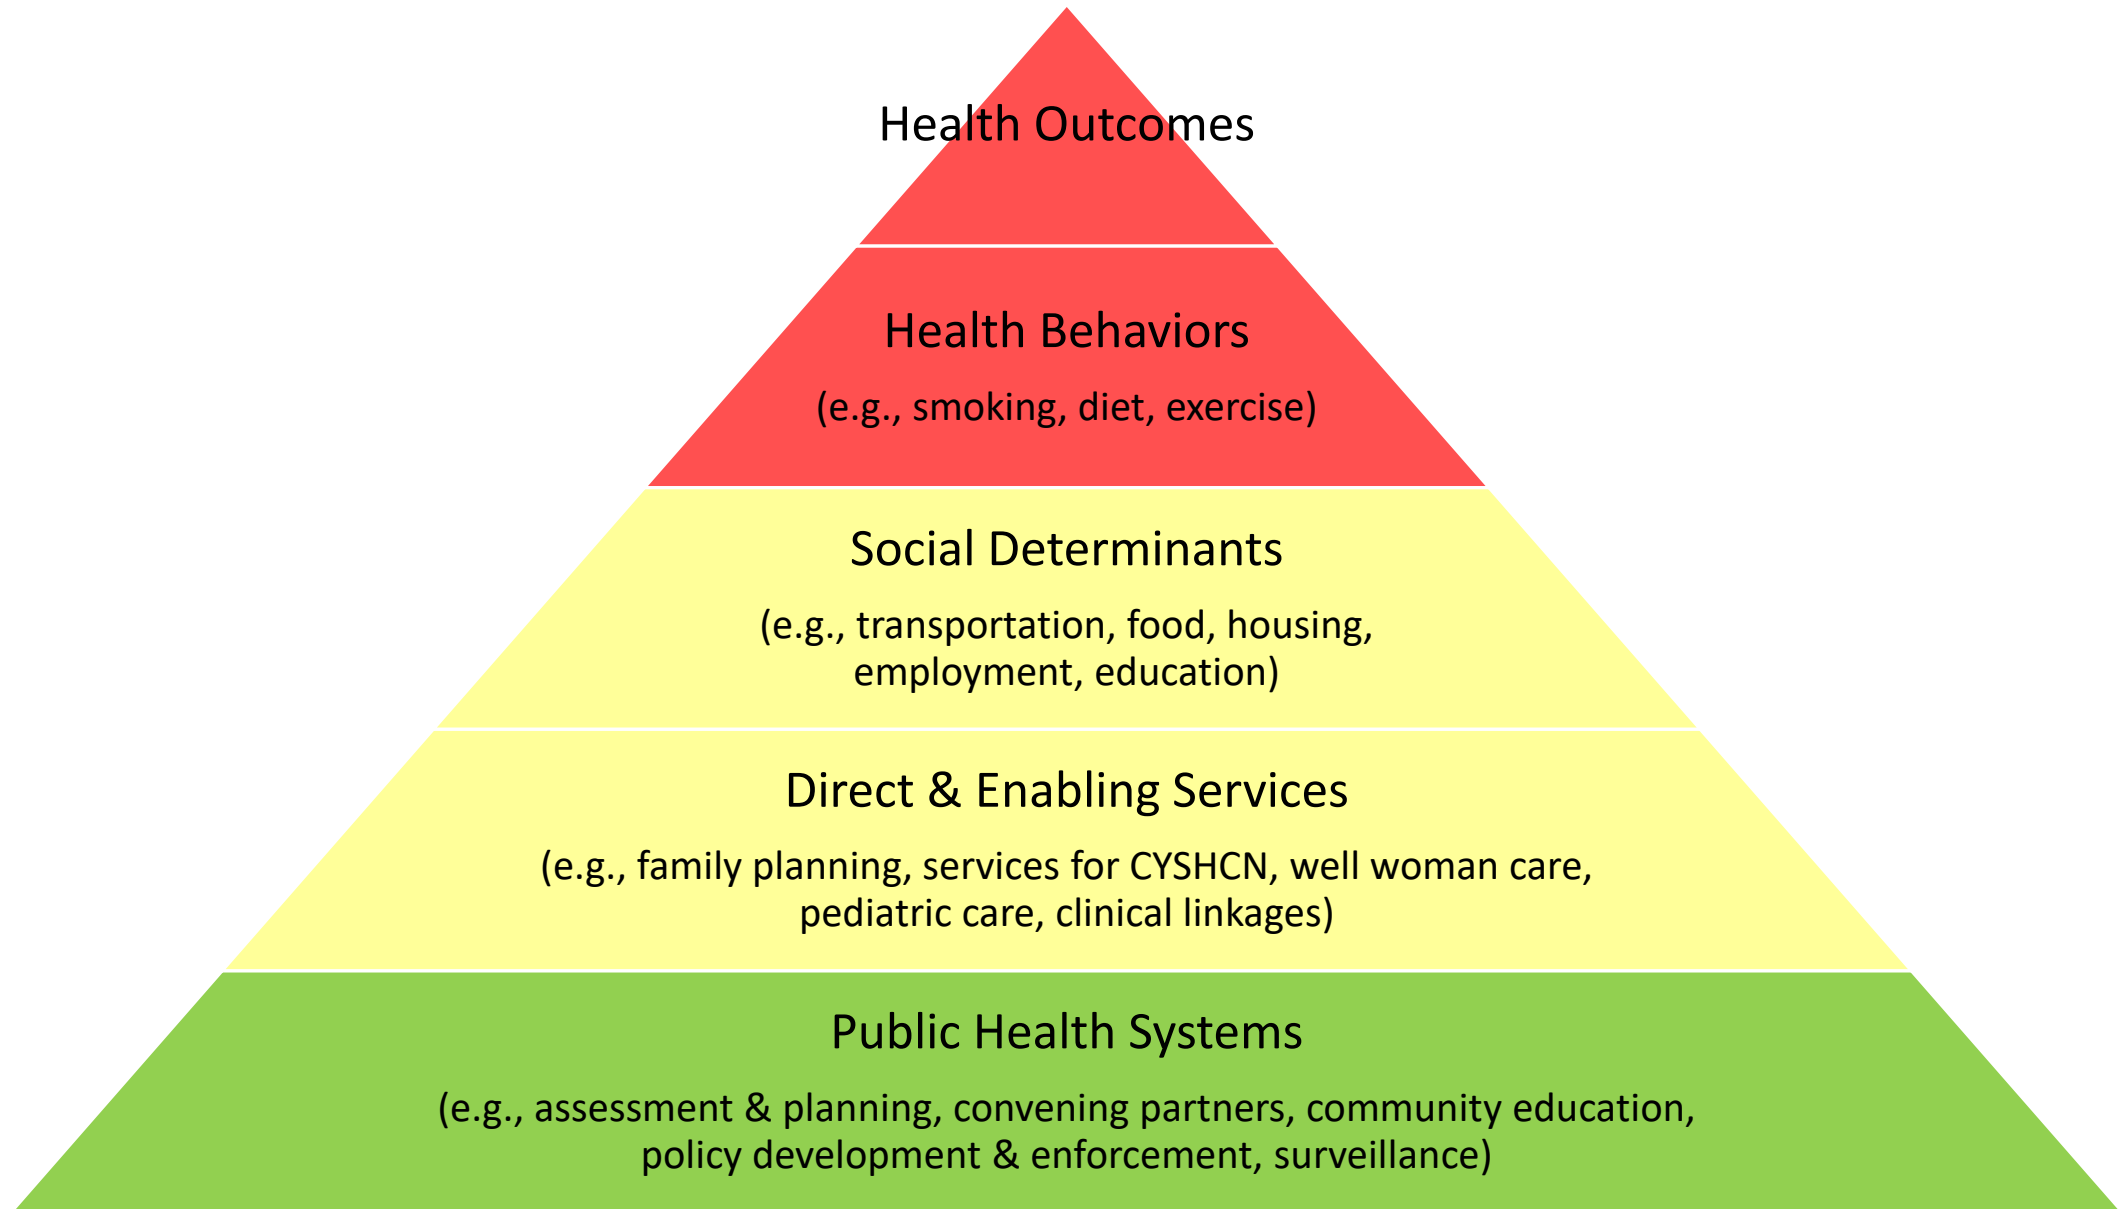 Health Outcomes
Health Behaviors
(e.g., smoking, diet, exercise)
Social Determinants
(e.g., transportation, food, housing,
employment, education)
Direct & Enabling Services
(e.g., family planning, services for CYSHCN, well woman care,
pediatric care, clinical linkages)
Public Health Systems
(e.g., assessment & planning, convening partners, community education,
policy development & enforcement, surveillance)